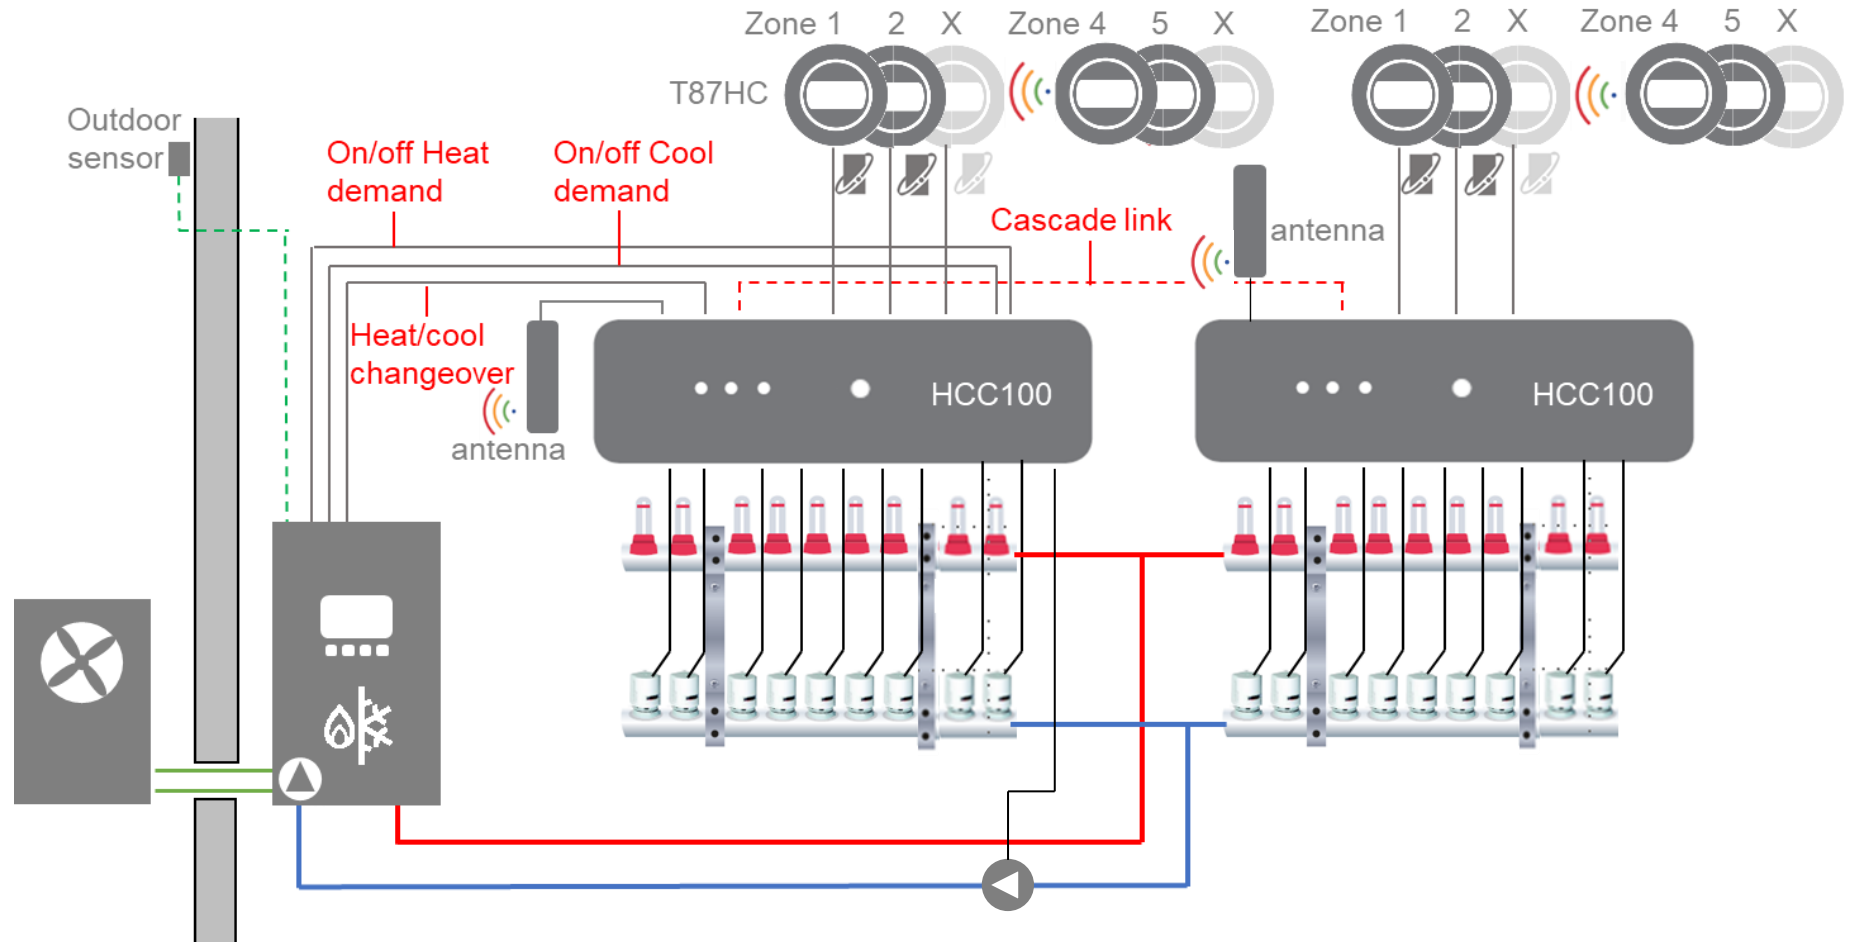 Zone 1 2 X Zone 4 5 X Zone 1 2 X Zone 4 5 X
T87HC
Outdoor
sensor
On/off Heat
demand
On/off Cool
demand
Cascade link
antenna
Heat/cool
changeover
antenna
HCC100
HCC100